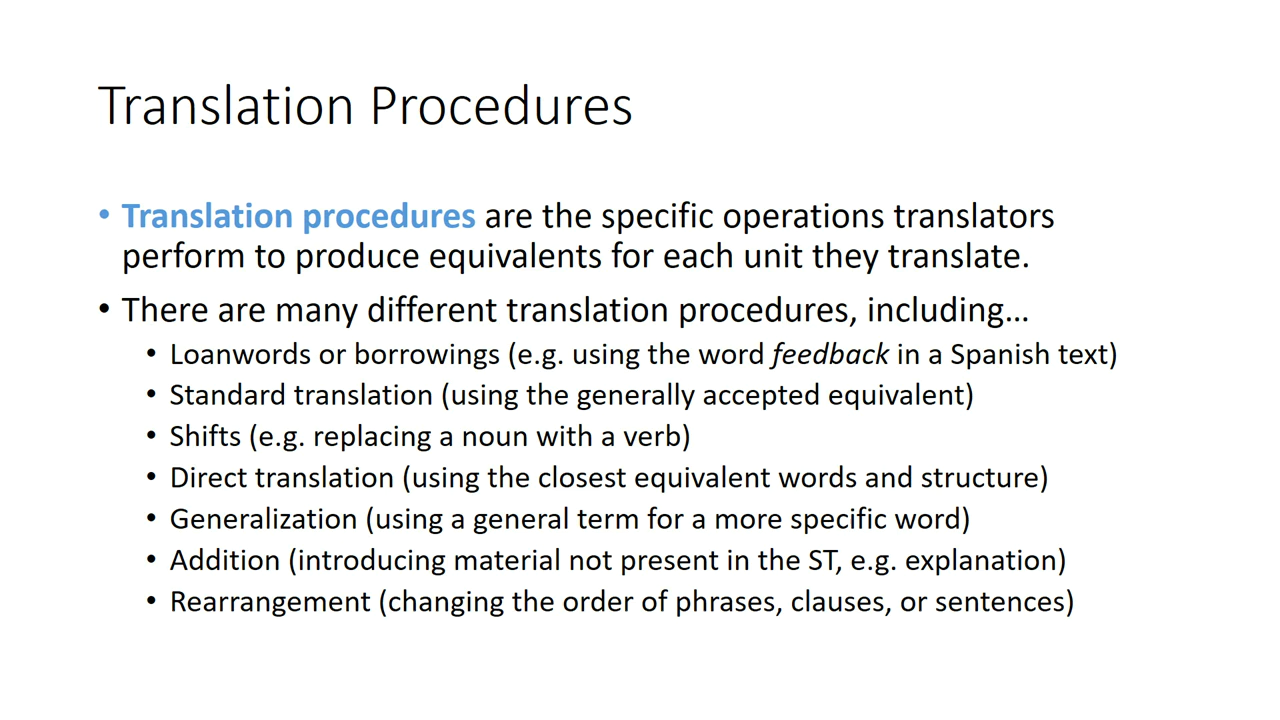 Translation Procedures
• Translation procedures are the specific operations translators
perform to produce equivalents for each unit they translate.
• There are many different translation procedures, including…
• Loanwords or borrowings (e.g. using the word feedback in a Spanish text)
• Standard translation (using the generally accepted equivalent)
• Shifts (e.g. replacing a noun with a verb)
• Direct translation (using the closest equivalent words and structure)
• Generalization (using a general term for a more specific word)
• Addition (introducing material not present in the ST, e.g. explanation)
• Rearrangement (changing the order of phrases, clauses, or sentences)